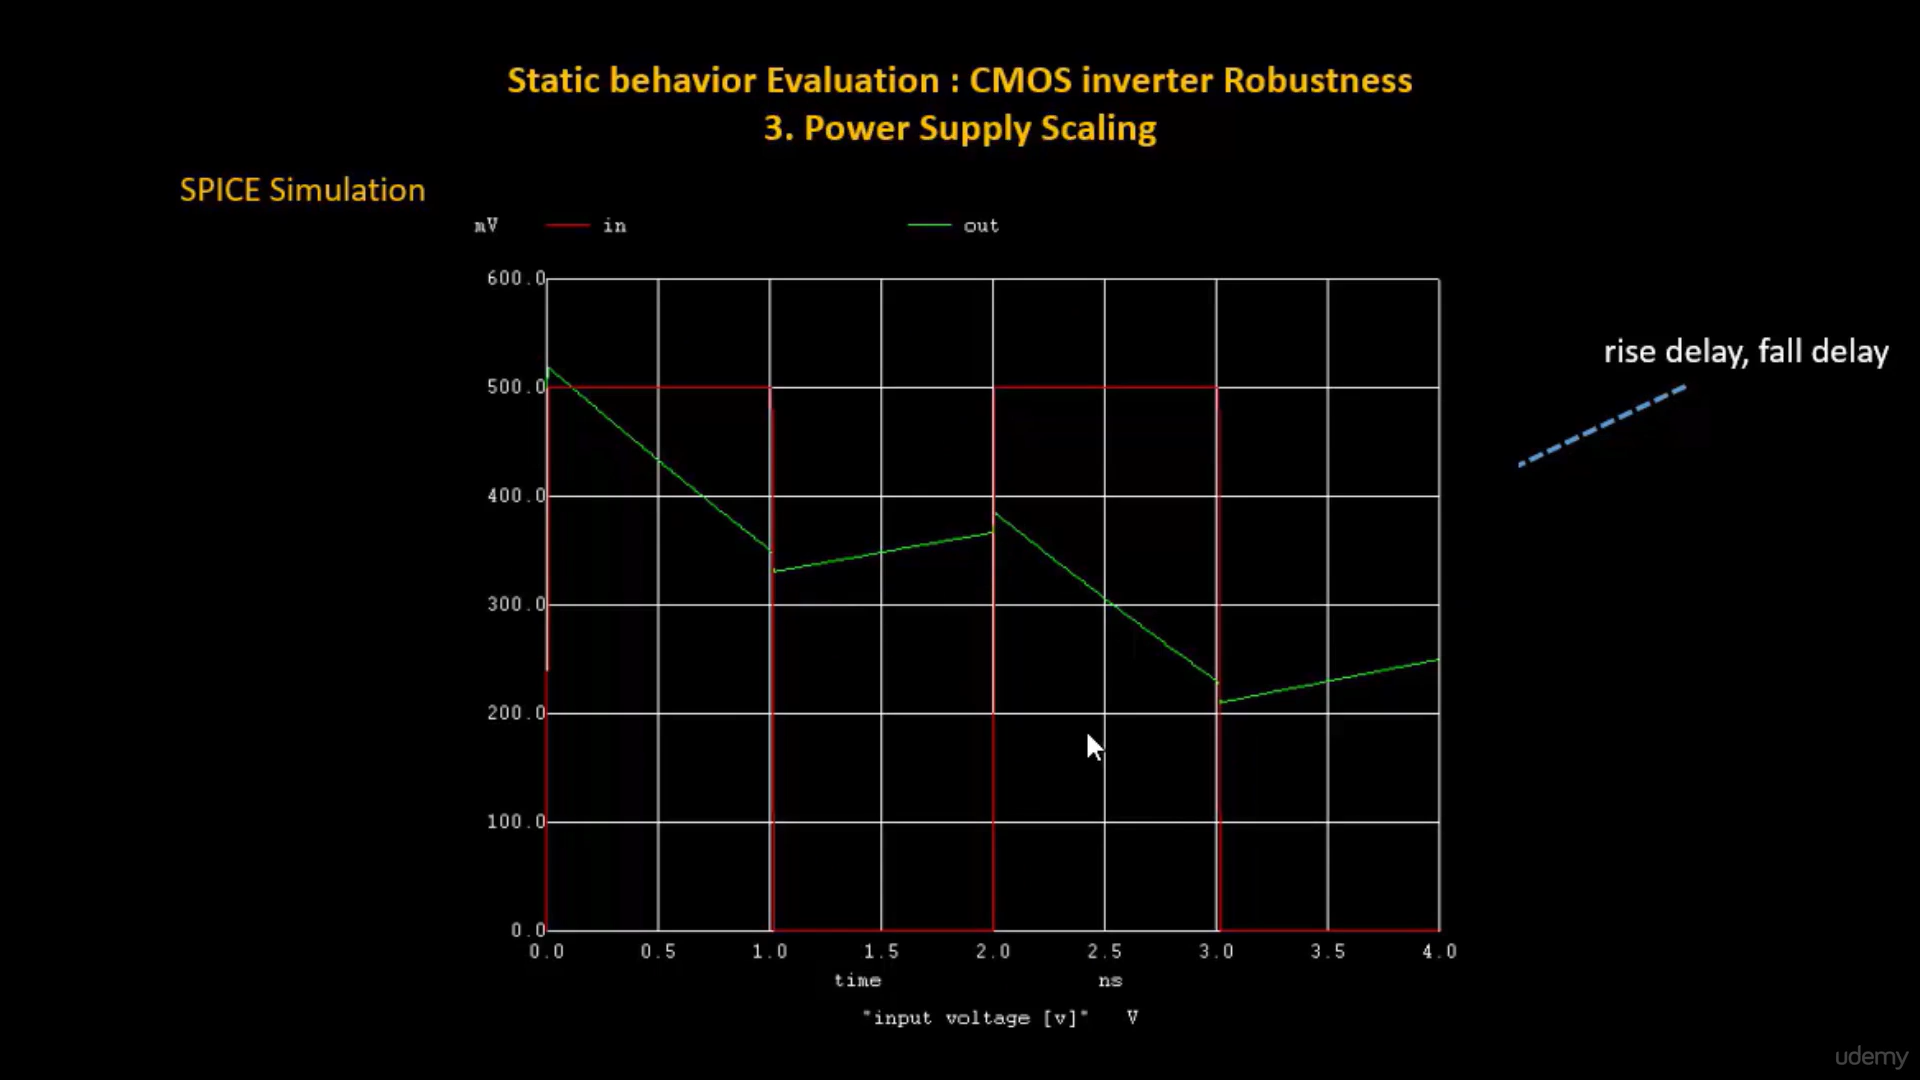 Static behavior Evaluation : CMOS inverter Robustness
3. Power Supply Scaling
SPICE Simulation
mV in out
600.0
rise delay, fall delay
500.0
400.0
300.0
200.0
100.0
0.0
0.0 0.5 1.0 1.5 2.0 2.5 3.0 3.5 4.0
time ns
"input voltage [v]" V
udemy